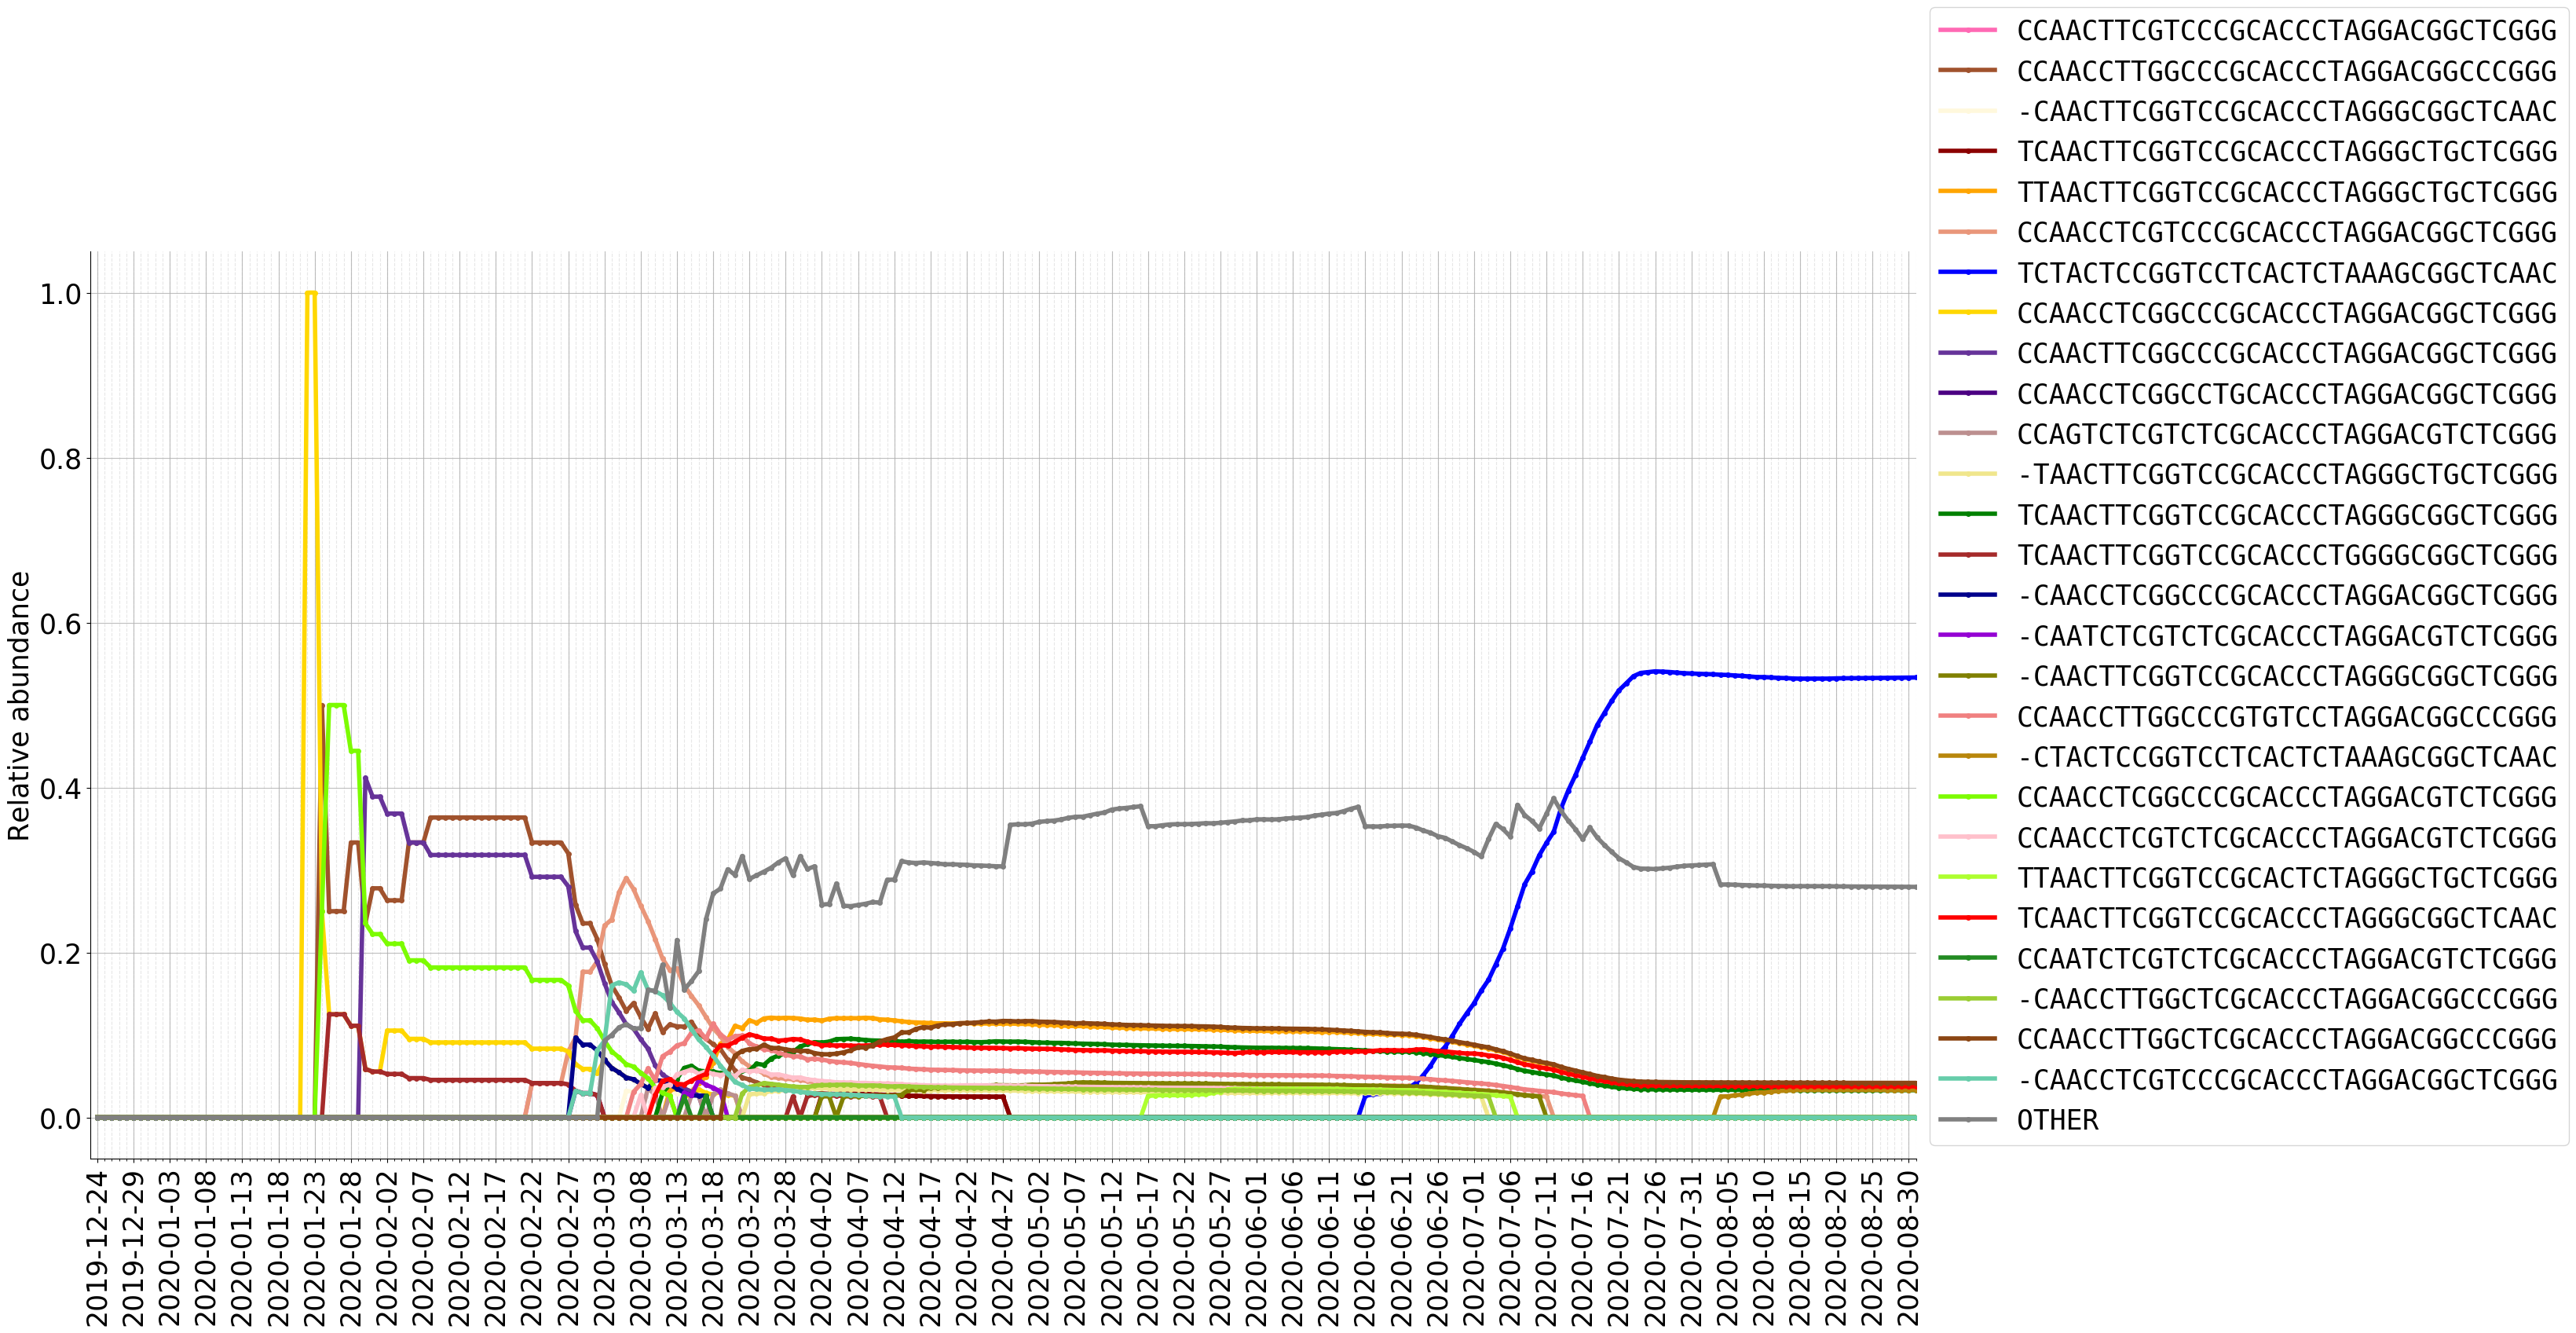 CCAACTTCGTCCCGCACCCTAGGACGGCTCGGG
CCAACCTTGGCCCGCACCCTAGGACGGCCCGGG
-CAACTTCGGTCCGCACCCTAGGGCGGCTCAAC
TCAACTTCGGTCCGCACCCTAGGGCTGCTCGGG
TTAACTTCGGTCCGCACCCTAGGGCTGCTCGGG
CCAACCTCGTCCCGCACCCTAGGACGGCTCGGG
TCTACTCCGGTCCTCACTCTAAAGCGGCTCAAC
CCAACCTCGGCCCGCACCCTAGGACGGCTCGGG
CCAACTTCGGCCCGCACCCTAGGACGGCTCGGG
CCAACCTCGGCCTGCACCCTAGGACGGCTCGGG
CCAGTCTCGTCTCGCACCCTAGGACGTCTCGGG
-TAACTTCGGTCCGCACCCTAGGGCTGCTCGGG
TCAACTTCGGTCCGCACCCTAGGGCGGCTCGGG
TCAACTTCGGTCCGCACCCTGGGGCGGCTCGGG
-CAACCTCGGCCCGCACCCTAGGACGGCTCGGG
-CAATCTCGTCTCGCACCCTAGGACGTCTCGGG
-CAACTTCGGTCCGCACCCTAGGGCGGCTCGGG
CCAACCTTGGCCCGTGTCCTAGGACGGCCCGGG
-CTACTCCGGTCCTCACTCTAAAGCGGCTCAAC
CCAACCTCGGCCCGCACCCTAGGACGTCTCGGG
CCAACCTCGTCTCGCACCCTAGGACGTCTCGGG
TTAACTTCGGTCCGCACTCTAGGGCTGCTCGGG
TCAACTTCGGTCCGCACCCTAGGGCGGCTCAAC
CCAATCTCGTCTCGCACCCTAGGACGTCTCGGG
-CAACCTTGGCTCGCACCCTAGGACGGCCCGGG
CCAACCTTGGCTCGCACCCTAGGACGGCCCGGG
-CAACCTCGTCCCGCACCCTAGGACGGCTCGGG
OTHER
Relative abundance
1.0
0.8
0.6
0.4
0.2
0.0
2019-12-24
2019-12-29
2020-01-03
2020-01-08
2020-01-13
2020-01-18
2020-01-23
2020-01-28
2020-02-02
2020-02-07
2020-02-12
2020-02-17
2020-02-22
2020-02-27
2020-03-03
2020-03-08
2020-03-13
2020-03-18
2020-03-23
2020-03-28
2020-04-02
2020-04-07
2020-04-12
2020-04-17
2020-04-22
2020-04-27
2020-05-02
2020-05-07
2020-05-12
2020-05-17
2020-05-22
2020-05-27
2020-06-01
2020-06-06
2020-06-11
2020-06-16
2020-06-21
2020-06-26
2020-07-01
2020-07-06
2020-07-11
2020-07-16
2020-07-21
2020-07-26
2020-07-31
2020-08-05
2020-08-10
2020-08-15
2020-08-20
2020-08-25
2020-08-30